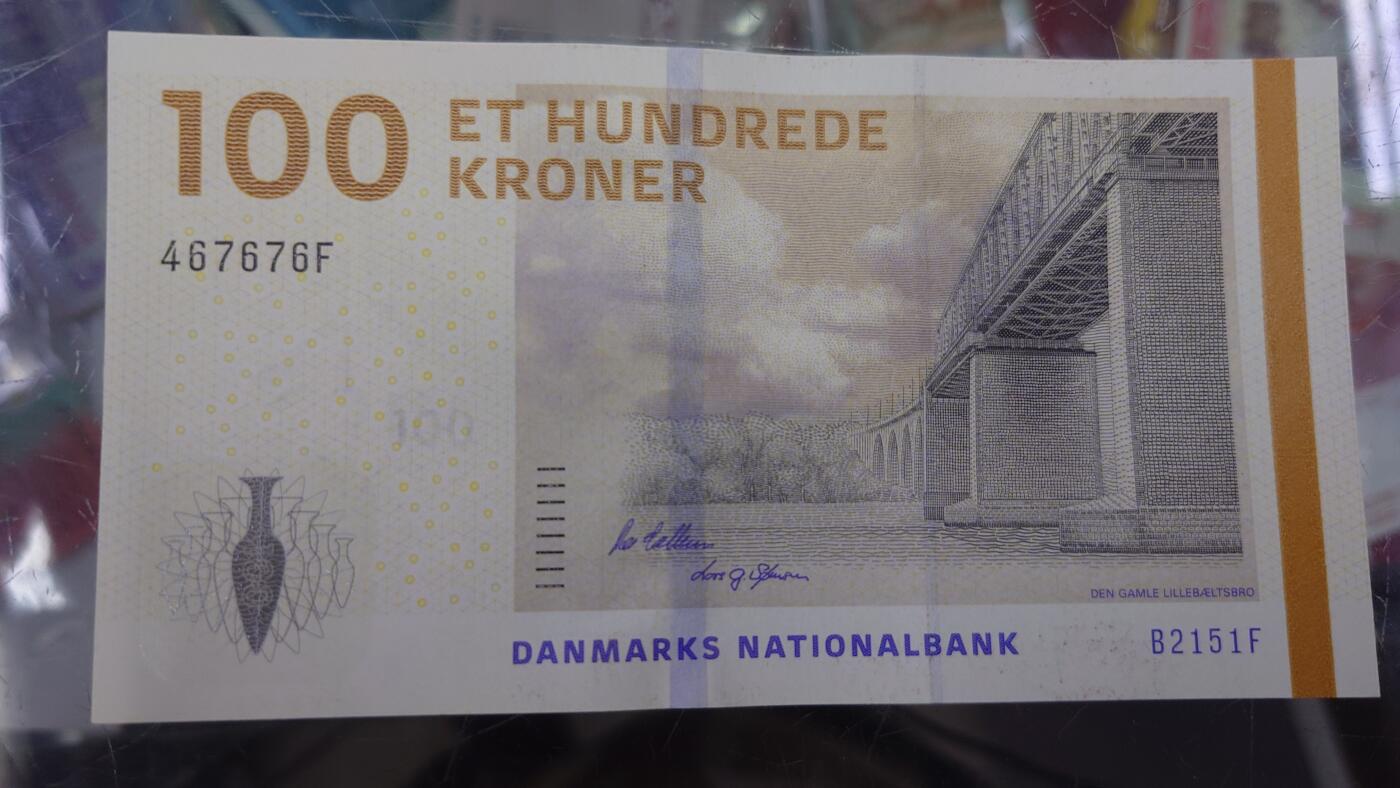 100
ET HUNDREDE
KRONER
467676F
100
DEN GAMLE LILLEBÆLTSBRO
DANMARKS NATIONALBANK
B2151F